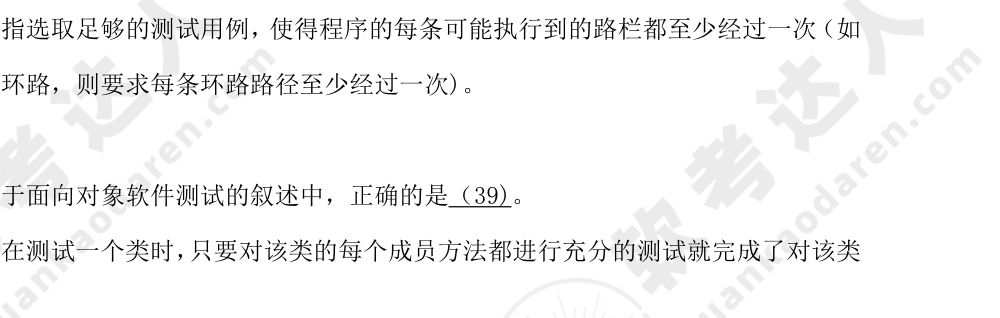 指选取足够的测试用例，使得程序的每条可能执行到的路栏都至少经过一次（如
环路，则要求每条环路路径至少经过一次)。
于面向对象软件测试的叙述中，正确的是（39)。
在测试一个类时,只要对该类的每个成员方法都进行充分的测试就完成了对该类
软考达人